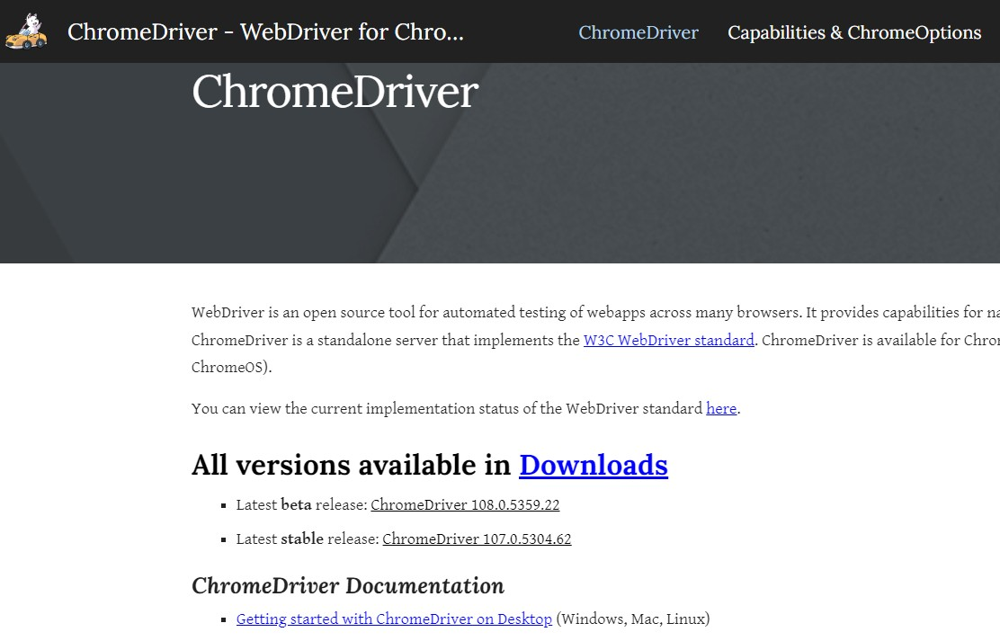 ChromeDriver - WebDriver for Chro...
ChromeDriver
Capabilities & ChromeOptions
ChromeDriver
WebDriver is an open source tool for automated testing of webapps across many browsers. It provides capabilities for
ChromeDriver is a standalone server that implements the W3C WebDriver standard. ChromeDriver is available for
ChromeOS).
You can view the current implementation status of the WebDriver standard here.
All versions available in Downloads
▪ Latest beta release: ChromeDriver 108.0.5359.22
▪ Latest stable release: ChromeDriver 107.0.5304.62
ChromeDriver Documentation
▪ Getting started with ChromeDriver on Desktop (Windows, Mac, Linux)